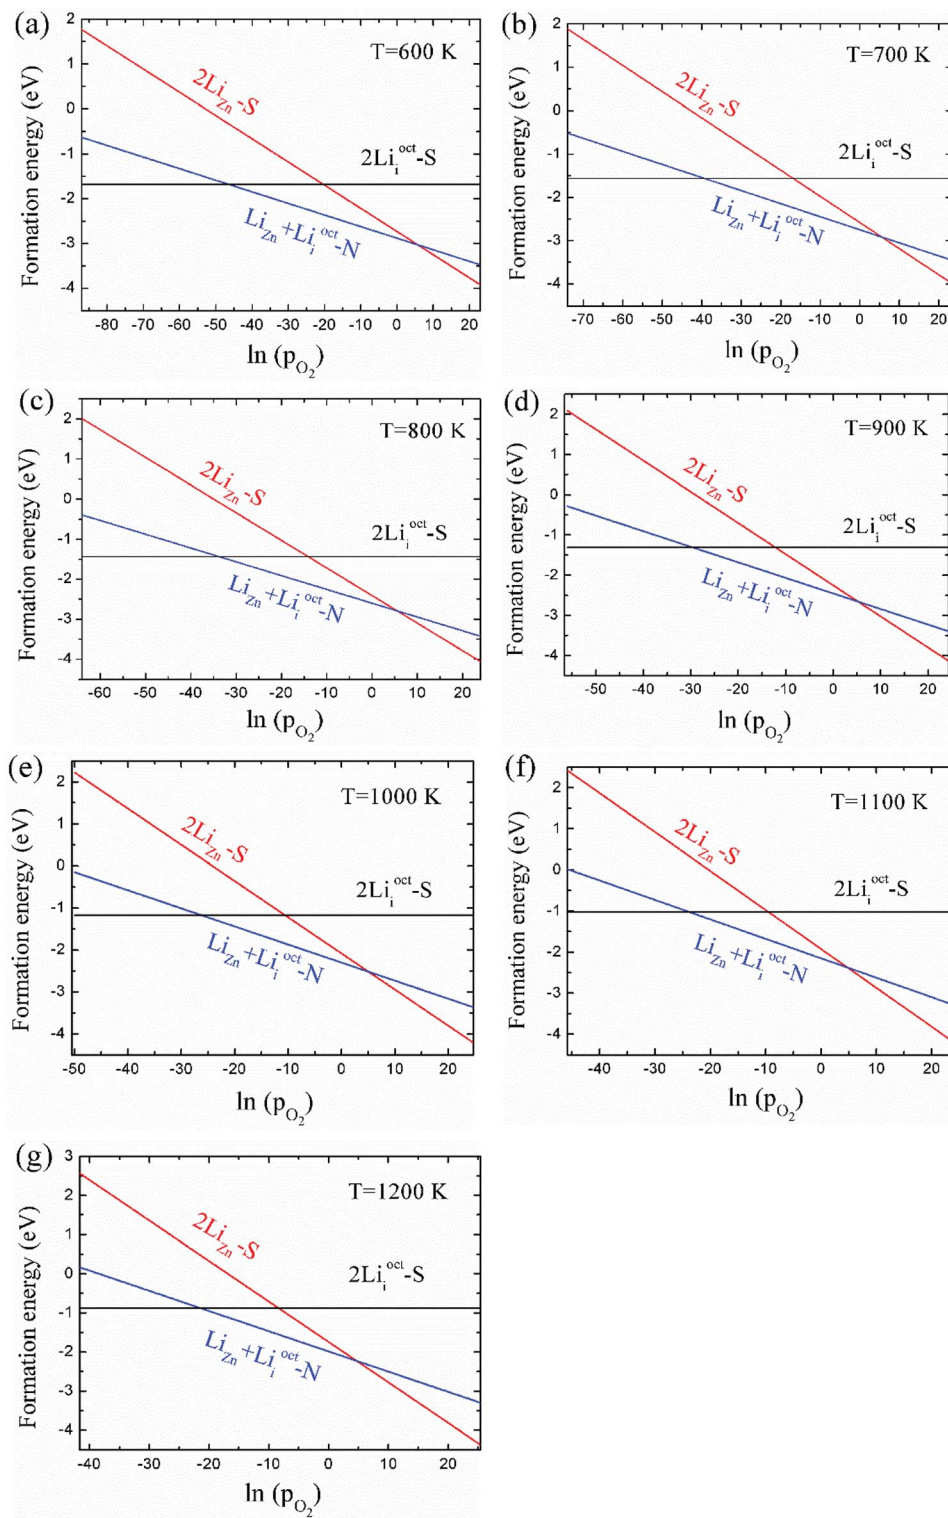 (a)
T=600 K
2Li_Zn-S
2Li_i^oct-S
Li_Zn+Li_i^oct-N
Formation energy (eV)
2
1
0
-1
-2
-3
-4
-80 -70 -60 -50 -40 -30 -20 -10 0 10 20
ln (p_O2)
(b)
T=700 K
2Li_Zn-S
2Li_i^oct-S
Li_Zn+Li_i^oct-N
Formation energy (eV)
2
1
0
-1
-2
-3
-4
-70 -60 -50 -40 -30 -20 -10 0 10 20
ln (p_O2)
(c)
T=800 K
2Li_Zn-S
2Li_i^oct-S
Li_Zn+Li_i^oct-N
Formation energy (eV)
2
1
0
-1
-2
-3
-4
-60 -50 -40 -30 -20 -10 0 10 20
ln (p_O2)
(d)
T=900 K
2Li_Zn-S
2Li_i^oct-S
Li_Zn+Li_i^oct-N
Formation energy (eV)
2
1
0
-1
-2
-3
-4
-50 -40 -30 -20 -10 0 10 20
ln (p_O2)
(e)
T=1000 K
2Li_Zn-S
2Li_i^oct-S
Li_Zn+Li_i^oct-N
Formation energy (eV)
2
1
0
-1
-2
-3
-4
-50 -40 -30 -20 -10 0 10 20
ln (p_O2)
(f)
T=1100 K
2Li_Zn-S
2Li_i^oct-S
Li_Zn+Li_i^oct-N
Formation energy (eV)
2
1
0
-1
-2
-3
-4
-40 -30 -20 -10 0 10 20
ln (p_O2)
(g)
T=1200 K
2Li_Zn-S
2Li_i^oct-S
Li_Zn+Li_i^oct-N
Formation energy (eV)
3
2
1
0
-1
-2
-3
-4
-40 -30 -20 -10 0 10 20
ln (p_O2)